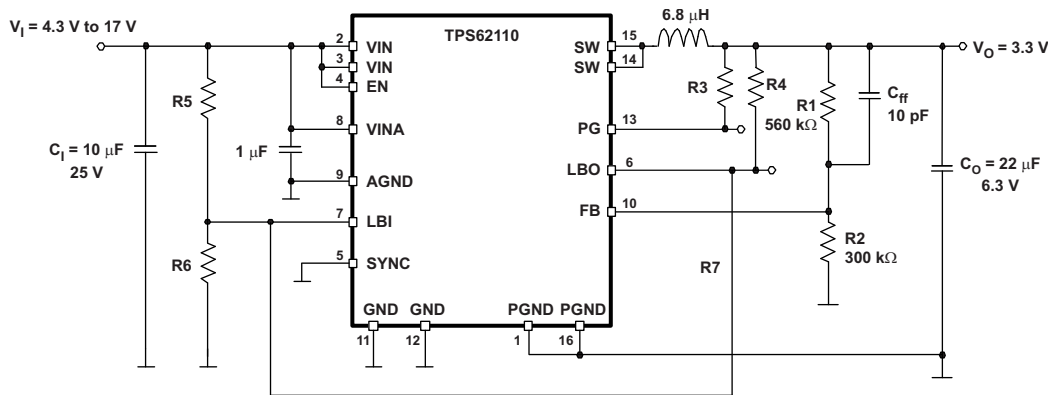 V_I = 4.3 V to 17 V
TPS62110
6.8 μH
2
VIN
3
VIN
4
EN
8
VINA
9
AGND
7
LBI
5
SYNC
GND
GND
PGND
PGND
11
12
1
16
15
SW
14
SW
13
PG
6
LBO
10
FB
V_O = 3.3 V
R5
R6
C_I = 10 μF
25 V
1 μF
R3
R4
R1
560 kΩ
C_ff
10 pF
C_O = 22 μF
6.3 V
R2
300 kΩ
R7